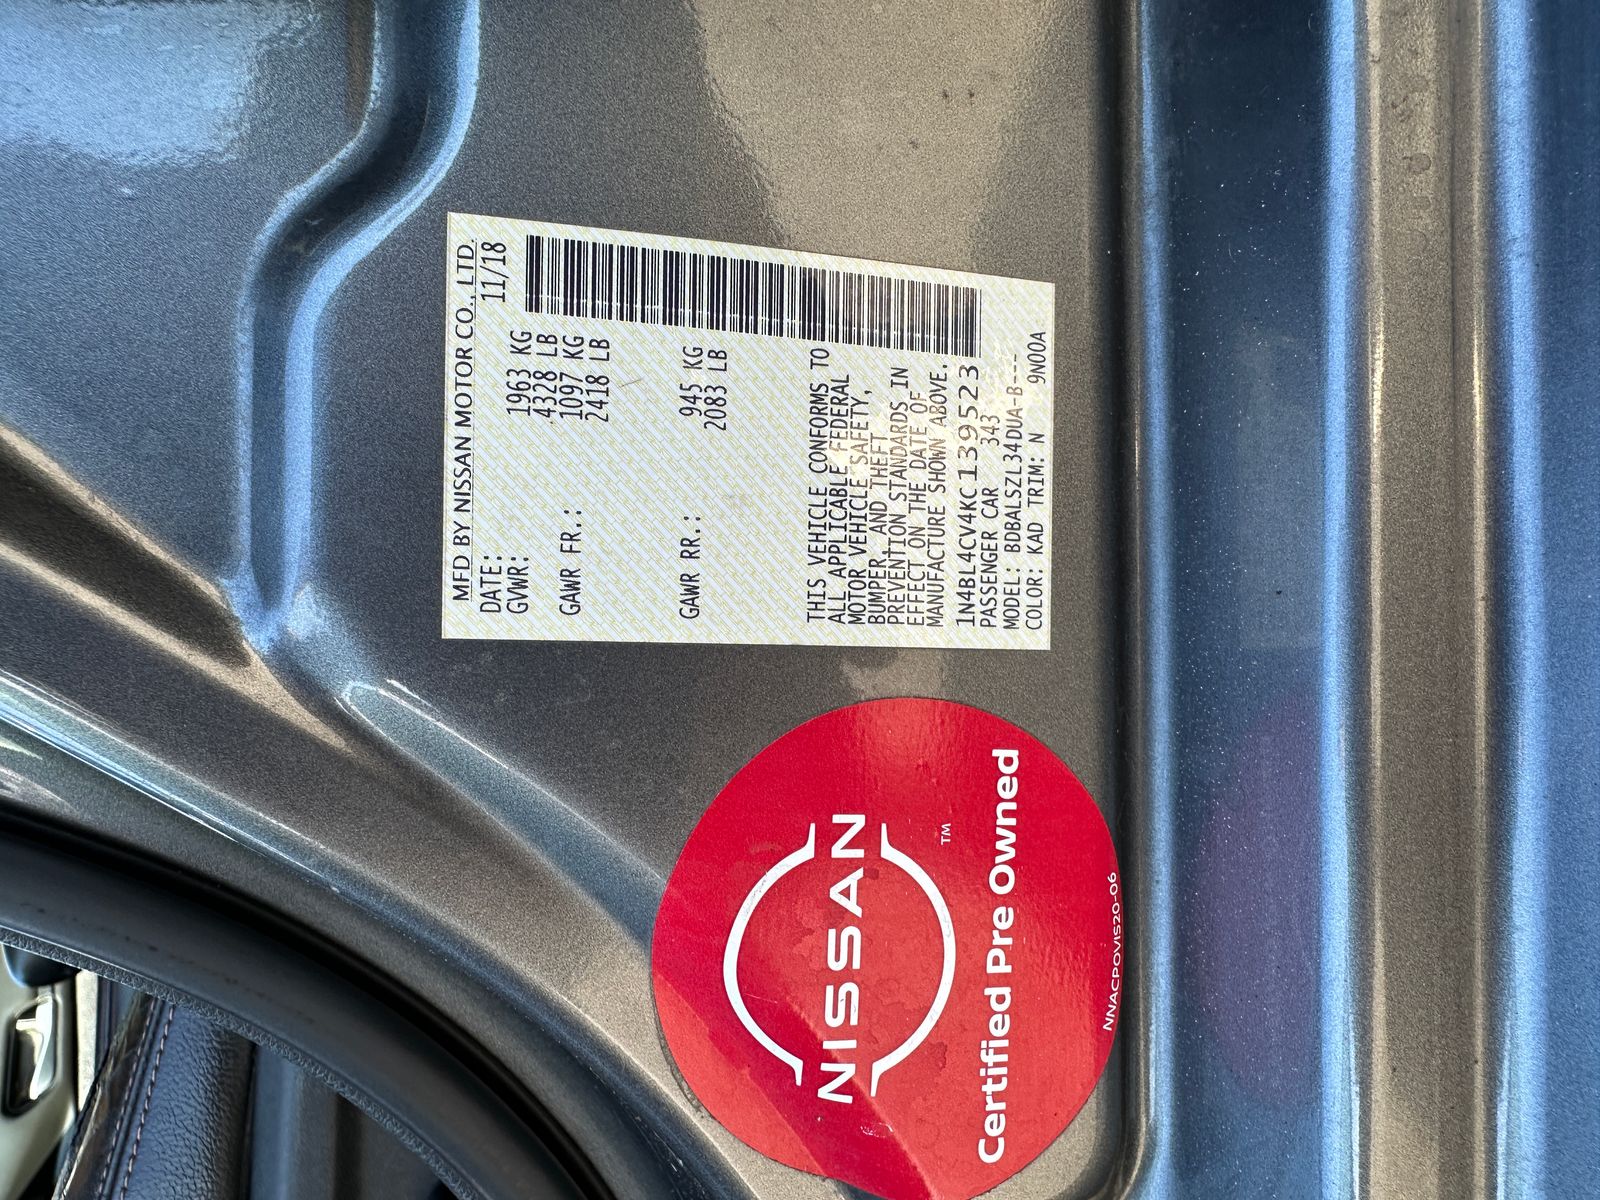 MFD BY NISSAN MOTOR CO., LTD.
DATE: 11/18
GVWR: 1963 KG
4328 LB
GAWR FR.: 1097 KG
2418 LB
GAWR RR.: 945 KG
2083 LB
THIS VEHICLE CONFORMS TO
ALL APPLICABLE FEDERAL
MOTOR VEHICLE SAFETY,
BUMPER, AND THEFT
PREVENTION STANDARDS IN
EFFECT ON THE DATE OF
MANUFACTURE SHOWN ABOVE.
1N4BL4CV4KC139523
PASSENGER CAR 343
MODEL: BDBALSZL34DUA-B---
COLOR: KAD TRIM: N 9N00A
NISSAN
TM
Certified Pre Owned
NNACPOVIS20-06